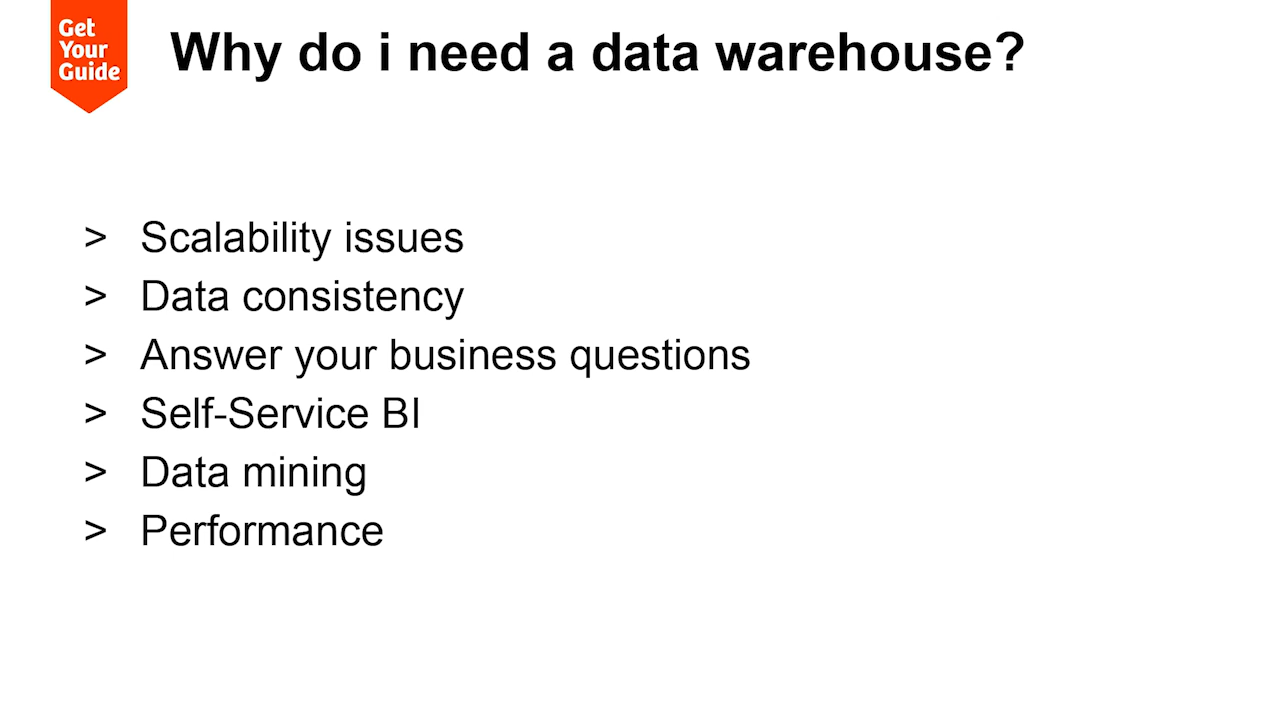 Get
Your
Guide
Why do i need a data warehouse?
> Scalability issues
> Data consistency
> Answer your business questions
> Self-Service BI
> Data mining
> Performance